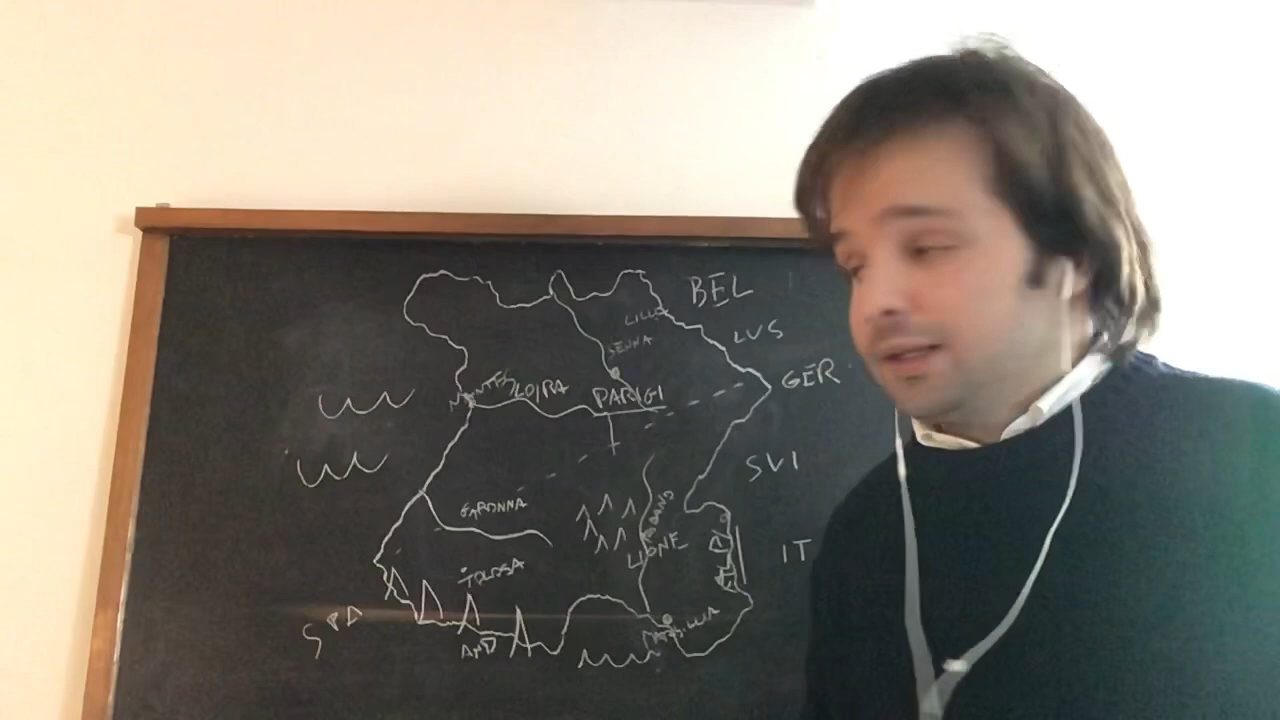 BEL
LILLE
LUS
SENNA
GER
NANTES
LOIRA
PARIGI
SVI
GARONNA
RODANO
LIONE
IT
TOLOSA
SPA
MARSIGLIA
AND